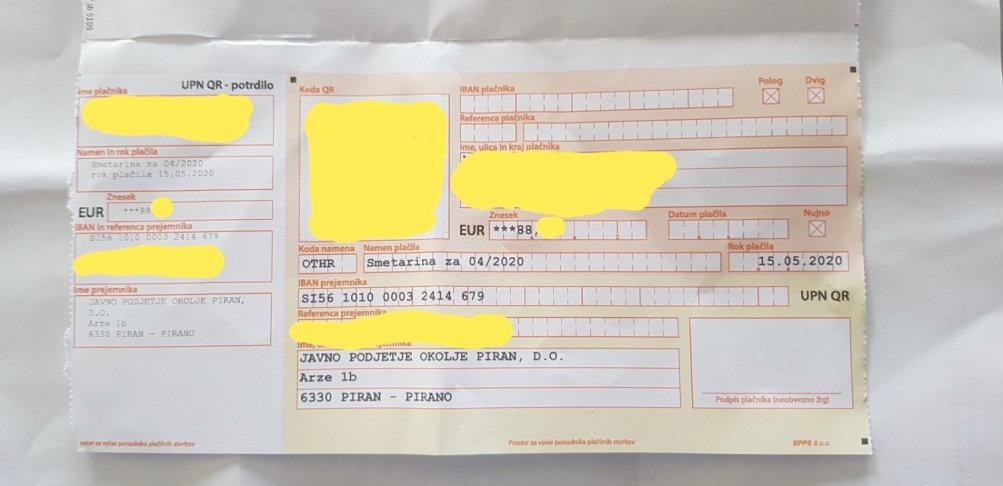 UPN QR - potrdilo
Ime plačnika
Namen in rok plačila
Smetarina za 04/2020
rok plačila 15.05.2020
Znesek
EUR ***88
IBAN in referenca prejemnika
SI56 1010 0003 2414 679
Ime prejemnika
JAVNO PODJETJE OKOLJE PIRAN,
D.O.
Arze 1b
6330 PIRAN - PIRANO
Koda QR
IBAN plačnika
Polog
Dvig
Referenca plačnika
Ime, ulica in kraj plačnika
Znesek
Datum plačila
Nujno
EUR ***88,
Koda namena
Namen plačila
Rok plačila
OTHR
Smetarina za 04/2020
15.05.2020
IBAN prejemnika
SI56 1010 0003 2414 679
UPN QR
Referenca prejemnika
Ime,
JAVNO PODJETJE OKOLJE PIRAN, D.O.
Arze 1b
6330 PIRAN - PIRANO
Podpis plačnika (neobvezno žig)
za vpise ponudnika plačilnih storitev
Prostor za vpise ponudnika plačilnih storitev
EPPS d.o.o.